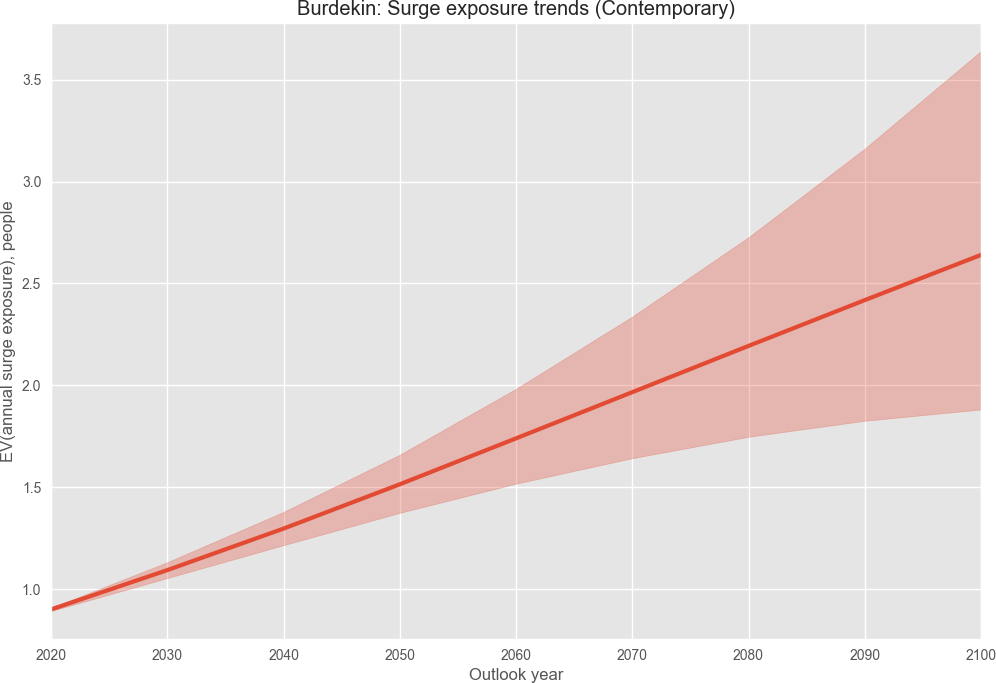 Burdekin: Surge exposure trends (Contemporary)
EV(annual surge exposure), people
3.5
3.0
2.5
2.0
1.5
1.0
2020 2030 2040 2050 2060 2070 2080 2090 2100
Outlook year